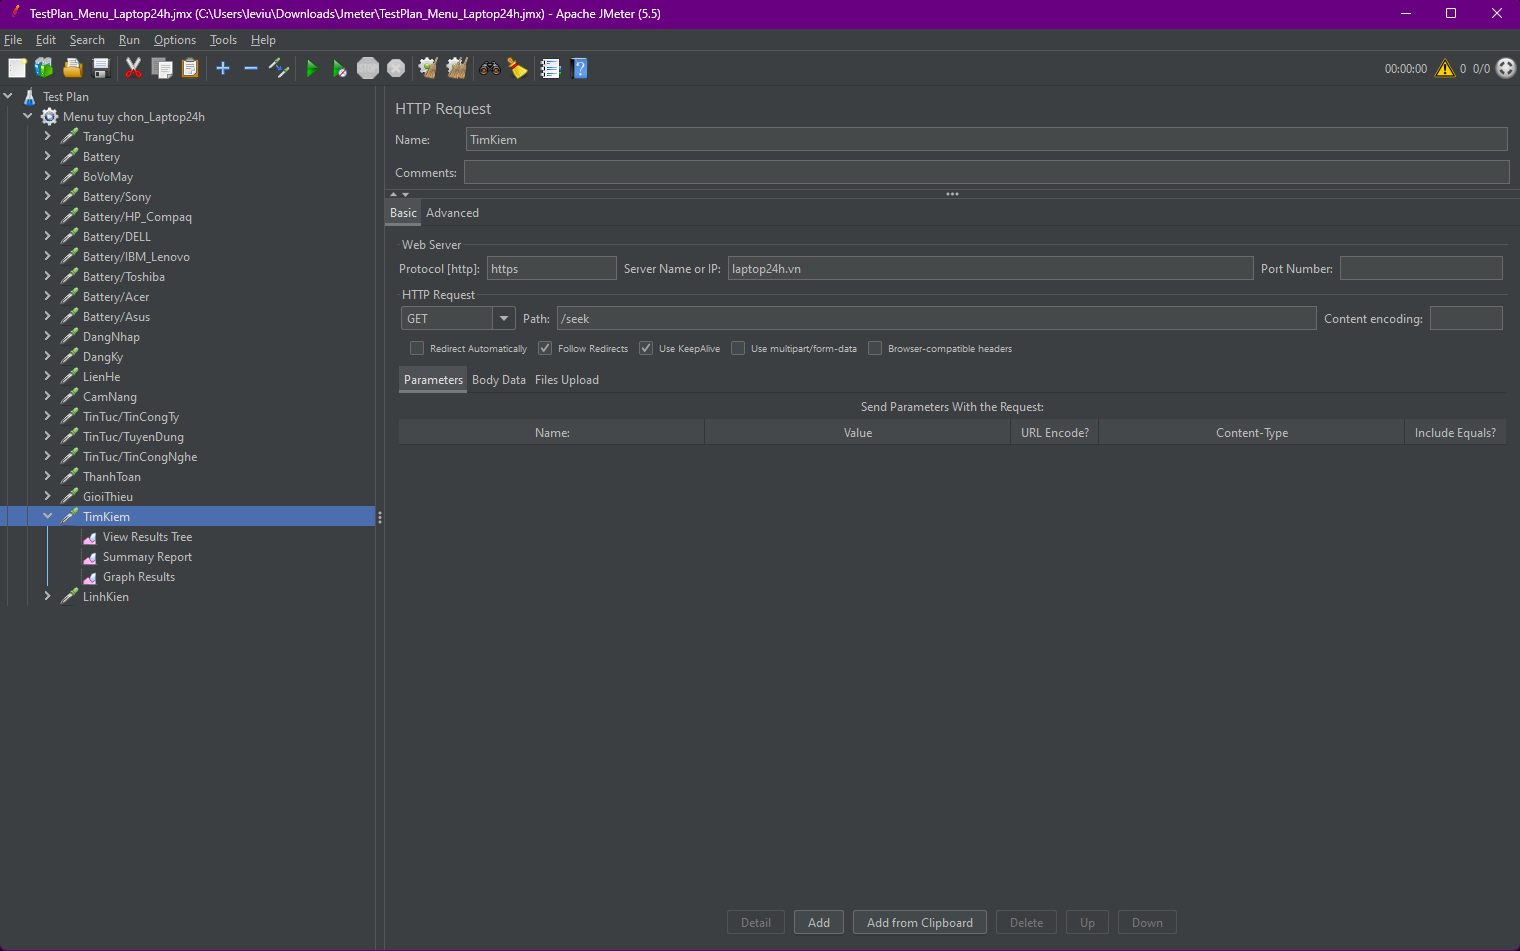 TestPlan_Menu_Laptop24h.jmx (C:\Users\leviu\Downloads\Jmeter\TestPlan_Menu_Laptop24h.jmx) - Apache JMeter (5.5)
File Edit Search Run Options Tools Help
00:00:00 0 0/0
Test Plan
Menu tuy chon_Laptop24h
TrangChu
Battery
BoVoMay
Battery/Sony
Battery/HP_Compaq
Battery/DELL
Battery/IBM_Lenovo
Battery/Toshiba
Battery/Acer
Battery/Asus
DangNhap
DangKy
LienHe
CamNang
TinTuc/TinCongTy
TinTuc/TuyenDung
TinTuc/TinCongNghe
ThanhToan
GioiThieu
TimKiem
View Results Tree
Summary Report
Graph Results
LinhKien
HTTP Request
Name: TimKiem
Comments:
Basic Advanced
Web Server
Protocol [http]: https Server Name or IP: laptop24h.vn Port Number:
HTTP Request
GET Path: /seek Content encoding:
Redirect Automatically Follow Redirects Use KeepAlive Use multipart/form-data Browser-compatible headers
Parameters Body Data Files Upload
Send Parameters With the Request:
Name: Value URL Encode? Content-Type Include Equals?
Detail Add Add from Clipboard Delete Up Down